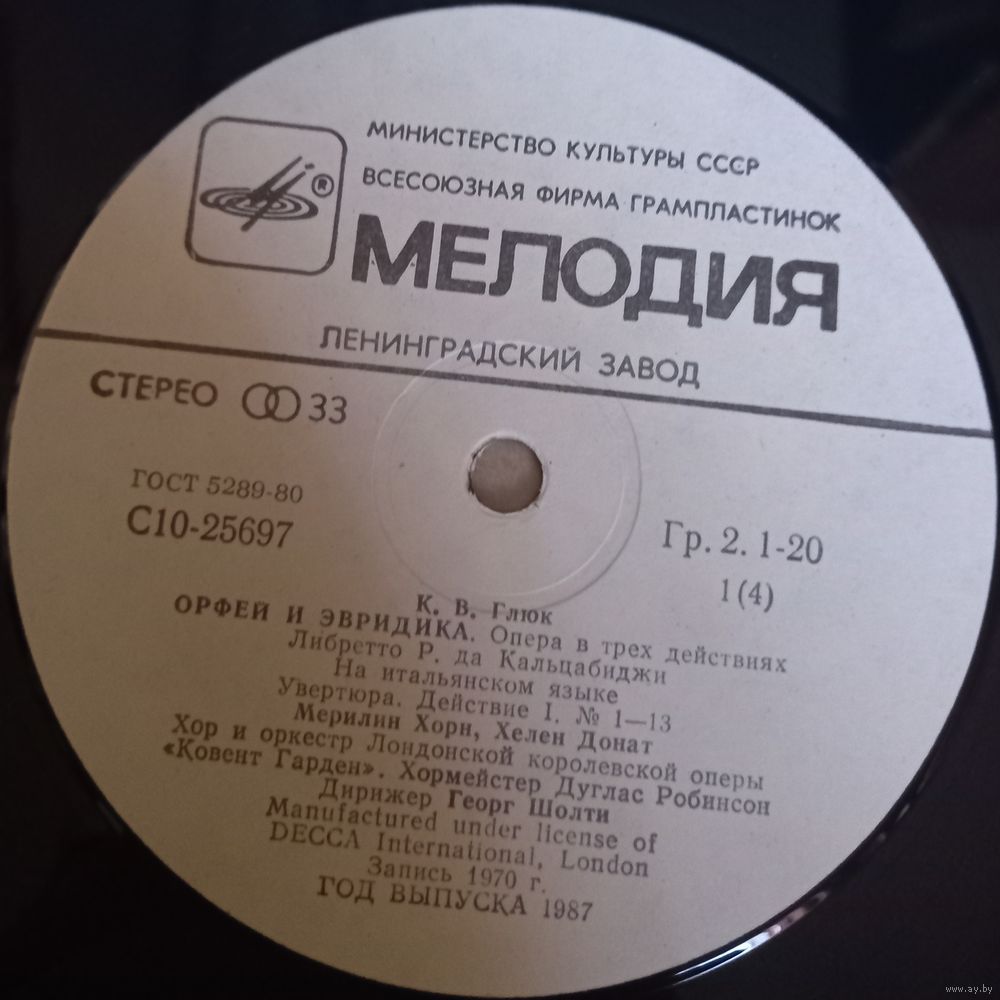 МИНИСТЕРСТВО КУЛЬТУРЫ СССР
ВСЕСОЮЗНАЯ ФИРМА ГРАМПЛАСТИНОК
®
МЕЛОДИЯ
ЛЕНИНГРАДСКИЙ ЗАВОД
СТЕРЕО 33
ГОСТ 5289-80
С10-25697
Гр. 2. 1-20
1(4)
К. В. Глюк
ОРФЕЙ И ЭВРИДИКА. Опера в трех действиях
Либретто Р. да Кальцабиджи
На итальянском языке
Увертюра. Действие I. № 1—13
Мерилин Хорн, Хелен Донат
Хор и оркестр Лондонской королевской оперы
«Ковент Гарден». Хормейстер Дуглас Робинсон
Дирижер Георг Шолти
Manufactured under license of
DECCA International, London
Запись 1970 г.
ГОД ВЫПУСКА 1987
www.ay.by